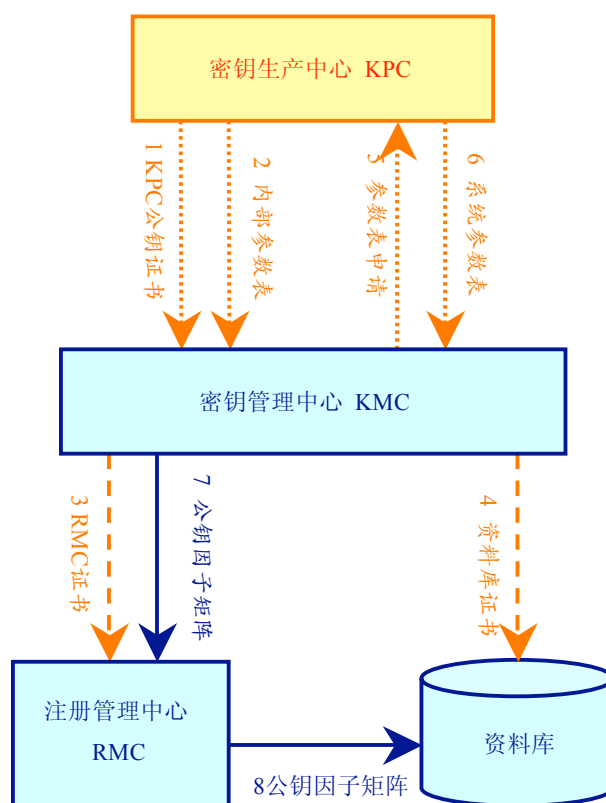 密钥生产中心 KPC
1 KPC公钥证书
2 内部参数表
5 参数表申请
6 系统参数表
密钥管理中心 KMC
3 RMC证书
7 公钥因子矩阵
4 资料库证书
注册管理中心
RMC
资料库
8公钥因子矩阵